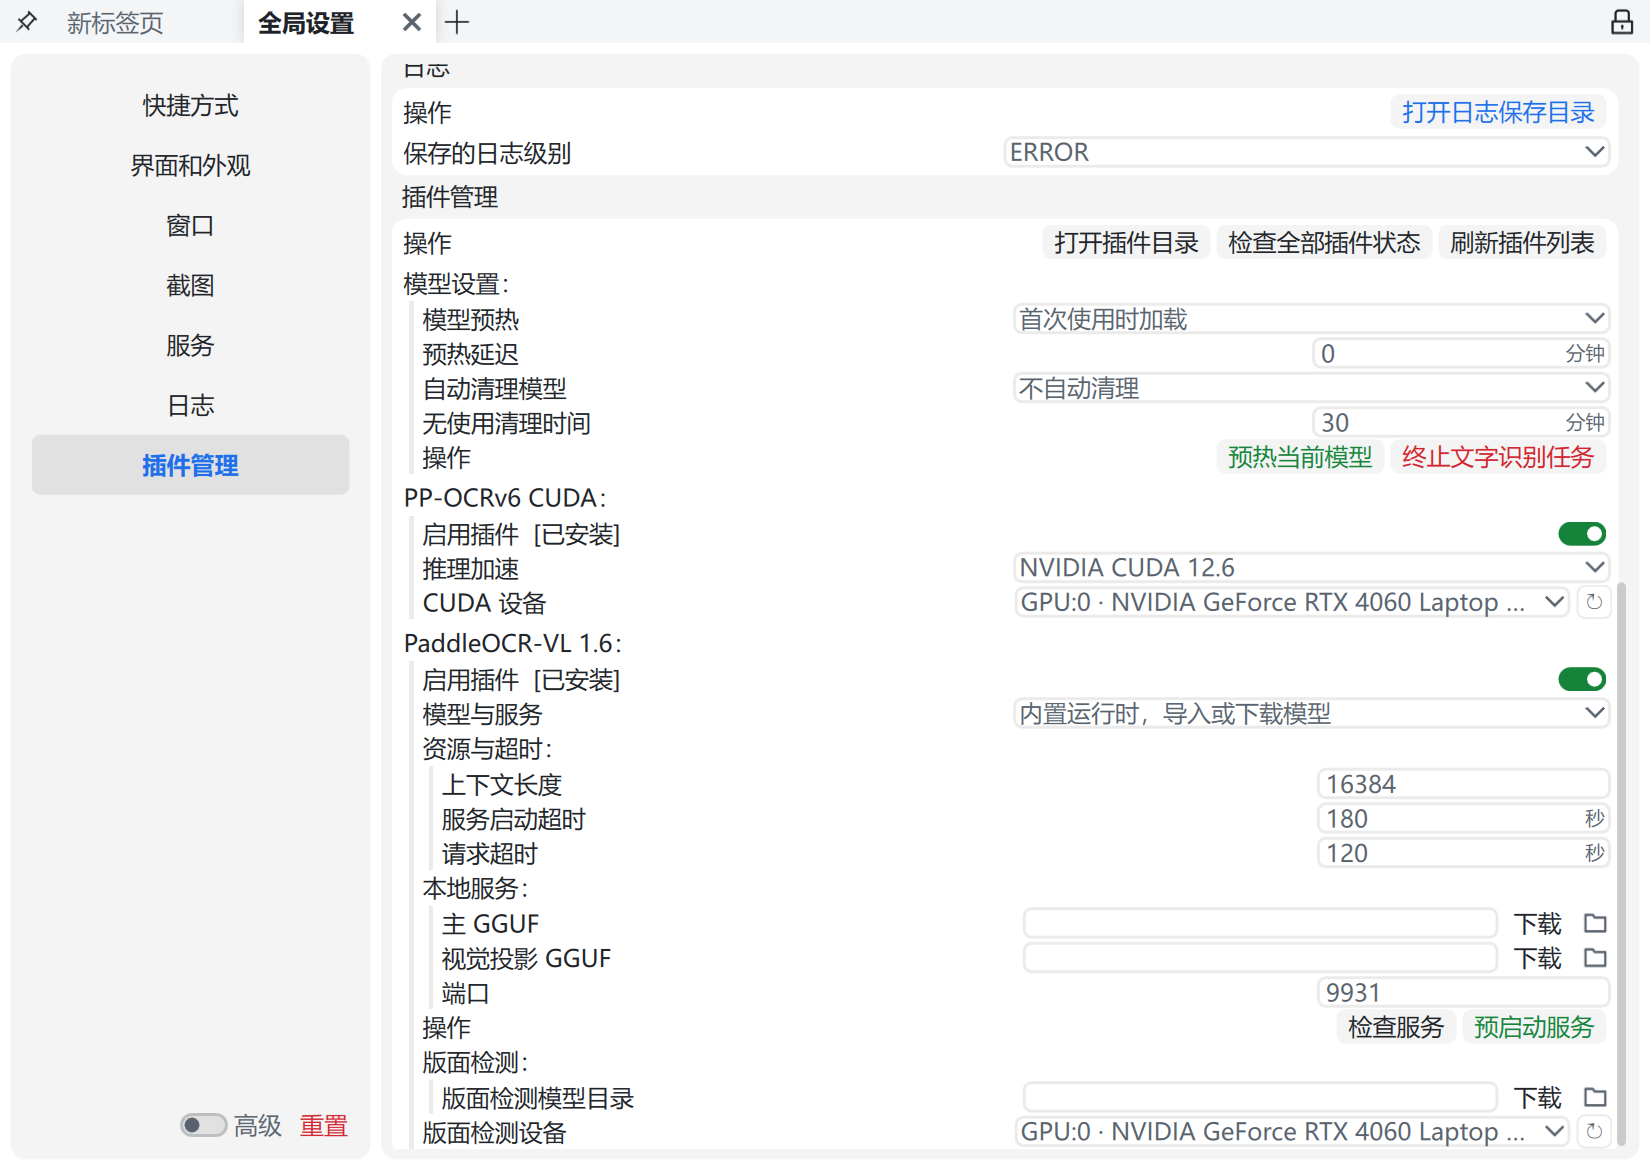 新标签页
全局设置
快捷方式
界面和外观
窗口
截图
服务
日志
插件管理
高级 重置
日志
操作 打开日志保存目录
保存的日志级别 ERROR
插件管理
操作 打开插件目录 检查全部插件状态 刷新插件列表
模型设置:
模型预热 首次使用时加载
预热延迟 0 分钟
自动清理模型 不自动清理
无使用清理时间 30 分钟
操作 预热当前模型 终止文字识别任务
PP-OCRv6 CUDA:
启用插件 [已安装]
推理加速 NVIDIA CUDA 12.6
CUDA 设备 GPU:0 · NVIDIA GeForce RTX 4060 Laptop ...
PaddleOCR-VL 1.6:
启用插件 [已安装]
模型与服务 内置运行时，导入或下载模型
资源与超时:
上下文长度 16384
服务启动超时 180 秒
请求超时 120 秒
本地服务:
主 GGUF 下载
视觉投影 GGUF 下载
端口 9931
操作 检查服务 预启动服务
版面检测:
版面检测模型目录 下载
版面检测设备 GPU:0 · NVIDIA GeForce RTX 4060 Laptop ...